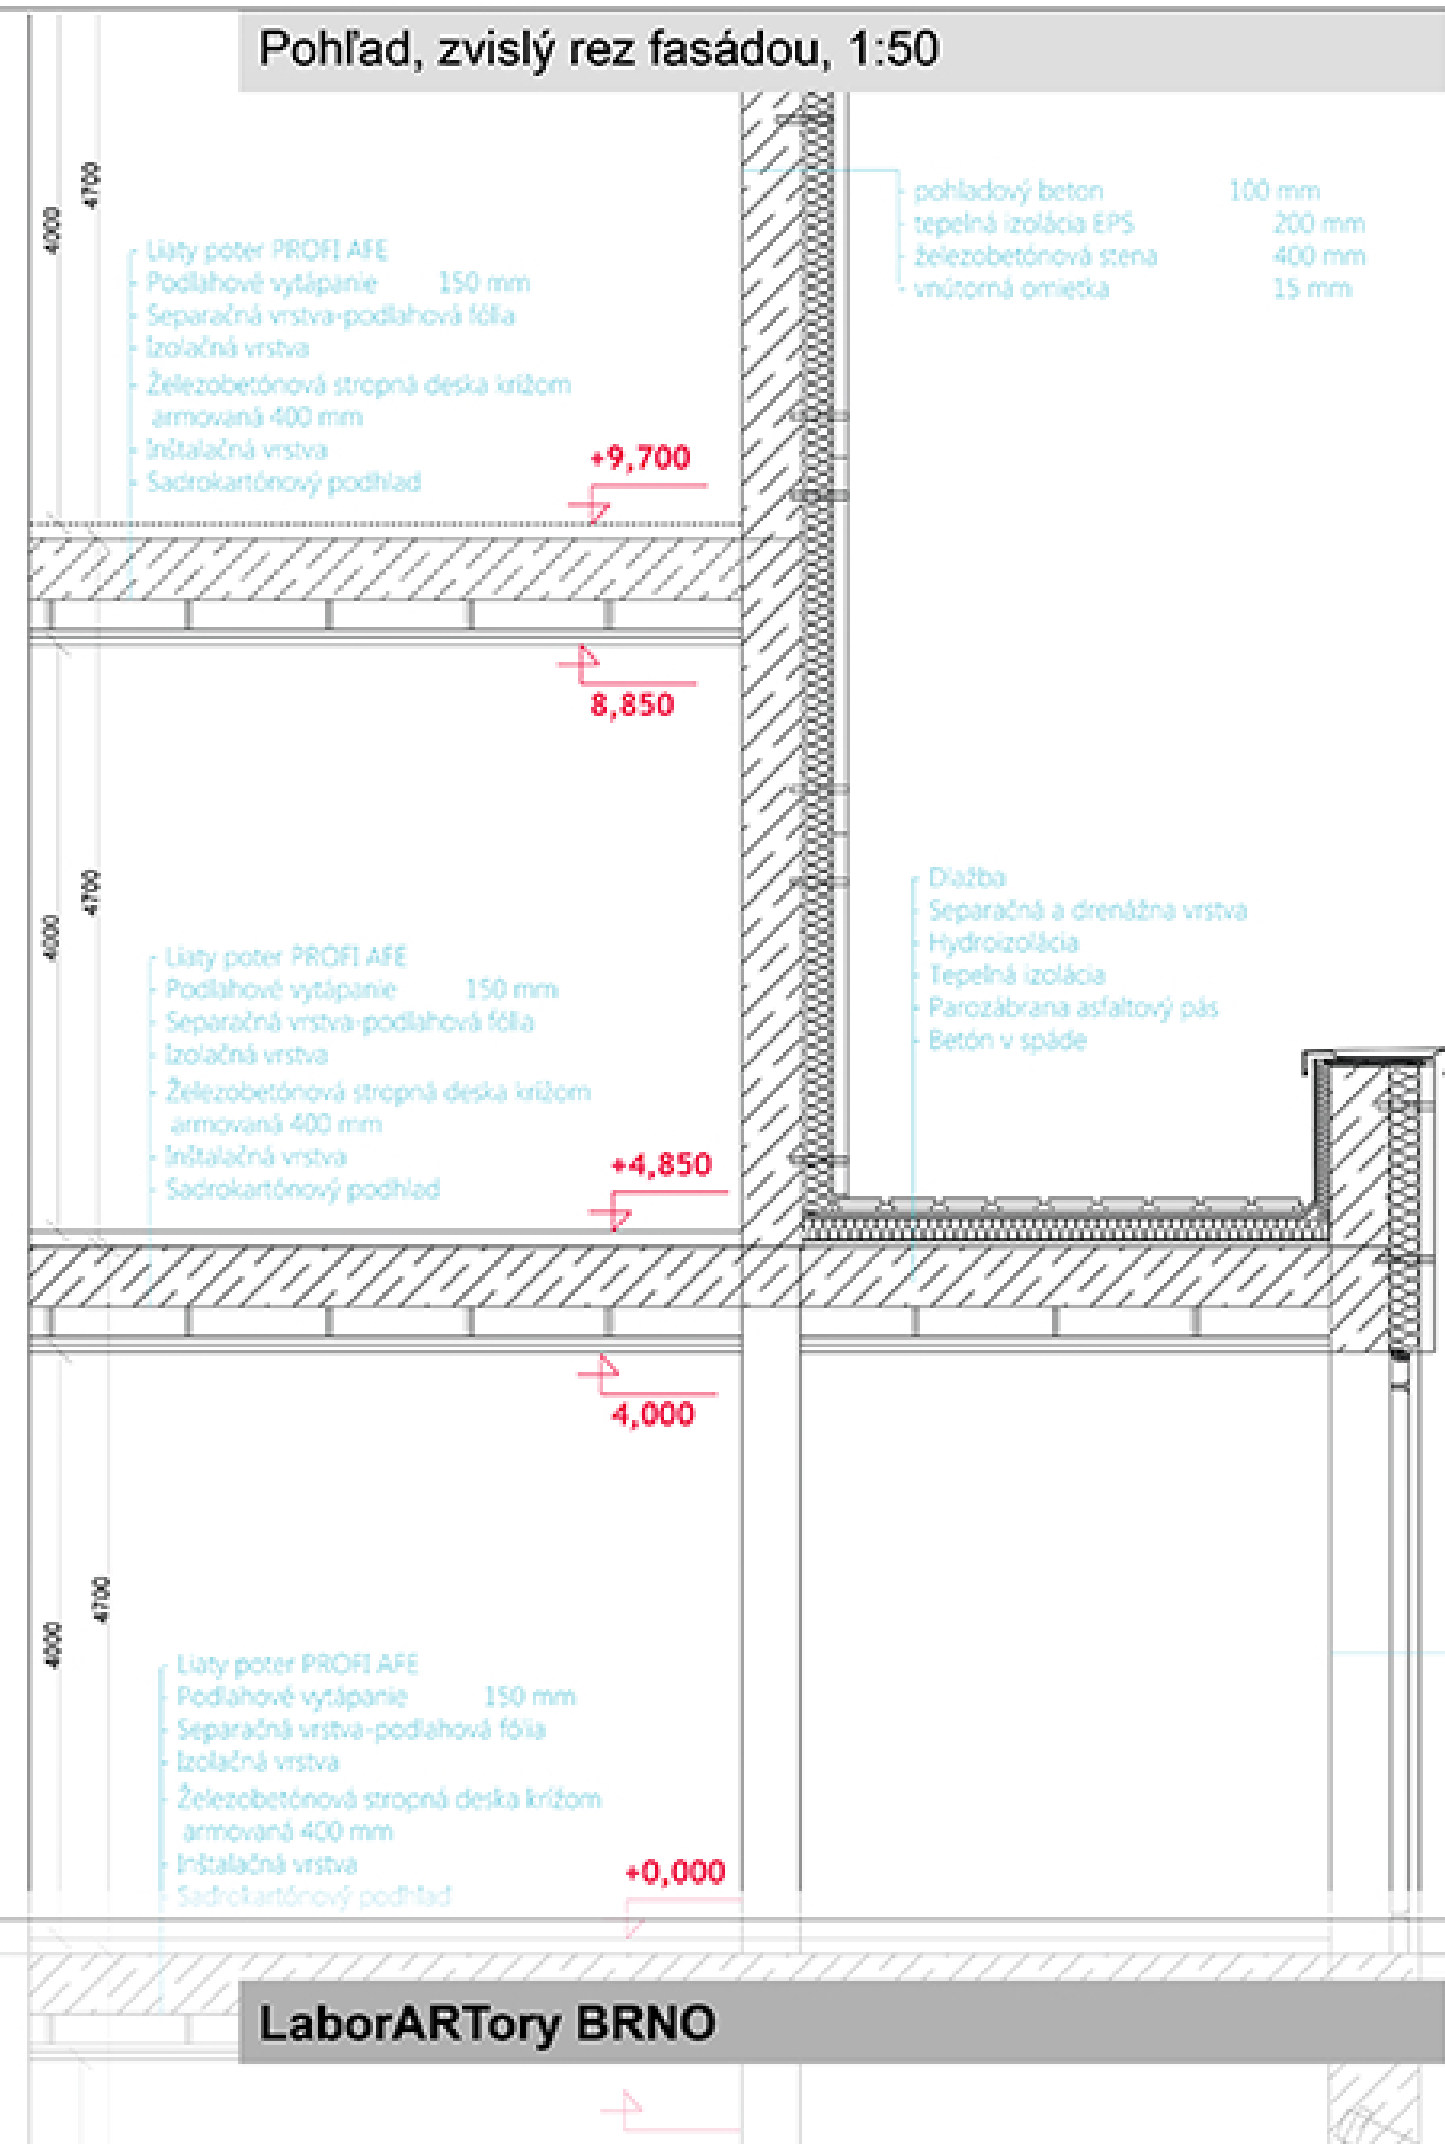 Pohľad, zvislý rez fasádou, 1:50
4000
4700
Liaty poter PROFI AFE
Podlahové vytápanie 150 mm
Separačná vrstva-podlahová fólia
Izolačná vrstva
Železobetónová stropná deska krížom
armovaná 400 mm
Inštalačná vrstva
Sadrokartónový podhlad
pohladový beton 100 mm
tepelná izolácia EPS 200 mm
železobetónová stena 400 mm
vnútorná omietka 15 mm
+9,700
8,850
4000
4700
Liaty poter PROFI AFE
Podlahové vytápanie 150 mm
Separačná vrstva-podlahová fólia
Izolačná vrstva
Železobetónová stropná deska krížom
armovaná 400 mm
Inštalačná vrstva
Sadrokartónový podhlad
Dlažba
Separačná a drenážna vrstva
Hydroizolácia
Tepelná izolácia
Parozábrana asfaltový pás
Betón v spáde
+4,850
4,000
4000
4700
Liaty poter PROFI AFE
Podlahové vytápanie 150 mm
Separačná vrstva-podlahová fólia
Izolačná vrstva
Železobetónová stropná deska krížom
armovaná 400 mm
Inštalačná vrstva
Sadrokartónový podhlad
+0,000
LaborARTory BRNO